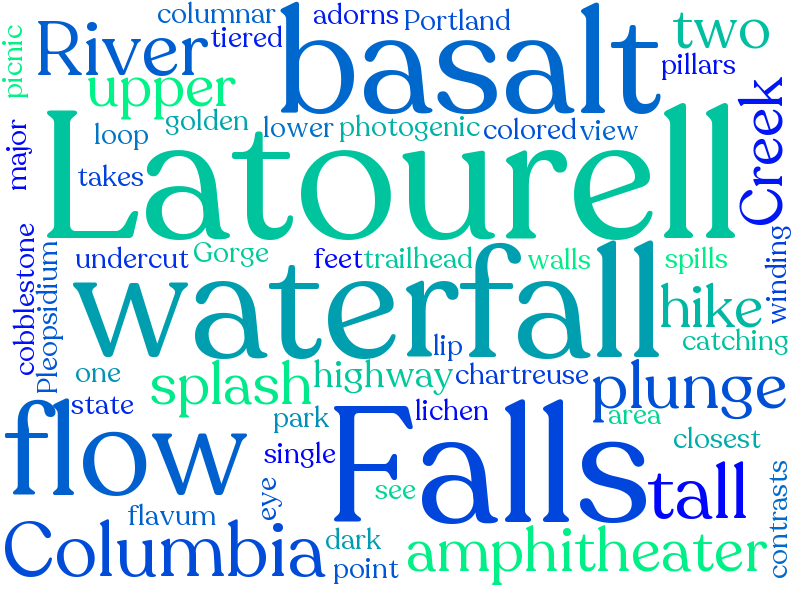 columnar adorns Portland
picnic River tiered basalt two
upper pillars
major loop golden lower photogenic colored view Creek
takes Latourell
undercut Gorge feet trailhead walls spills winding
cobblestone Pleopsidium waterfall hike
lip catching
one splash highway chartreuse plunge
state park lichen area
flow single Falls closest
eye see tall contrasts
flavum
Columbia dark amphitheater
point